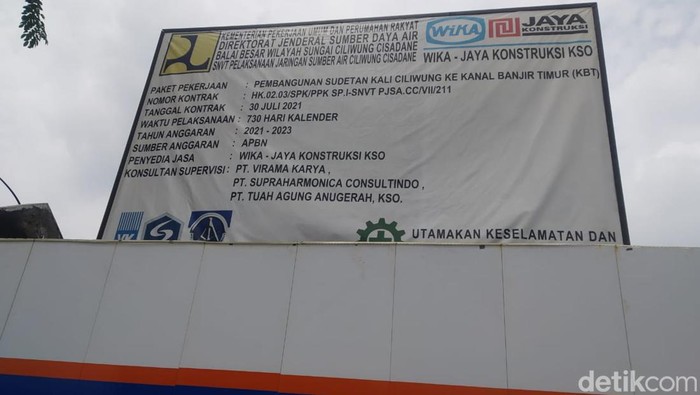 KEMENTERIAN PEKERJAAN UMUM DAN PERUMAHAN RAKYAT
DIREKTORAT JENDERAL SUMBER DAYA AIR
BALAI BESAR WILAYAH SUNGAI CILIWUNG CISADANE
SNVT PELAKSANAAN JARINGAN SUMBER AIR CILIWUNG CISADANE
WIKA
JAYA
KONSTRUKSI
WIKA - JAYA KONSTRUKSI KSO
PAKET PEKERJAAN : PEMBANGUNAN SUDETAN KALI CILIWUNG KE KANAL BANJIR TIMUR (KBT)
NOMOR KONTRAK : HK.02.03/SPK/PPK SP.I-SNVT PJSA.CC/VII/211
TANGGAL KONTRAK : 30 JULI 2021
WAKTU PELAKSANAAN : 730 HARI KALENDER
TAHUN ANGGARAN : 2021 - 2023
SUMBER ANGGARAN : APBN
PENYEDIA JASA : WIKA - JAYA KONSTRUKSI KSO
KONSULTAN SUPERVISI : PT. VIRAMA KARYA ,
PT. SUPRAHARMONICA CONSULTINDO ,
PT. TUAH AGUNG ANUGERAH, KSO.
VK
UTAMAKAN KESELAMATAN DAN
detikcom